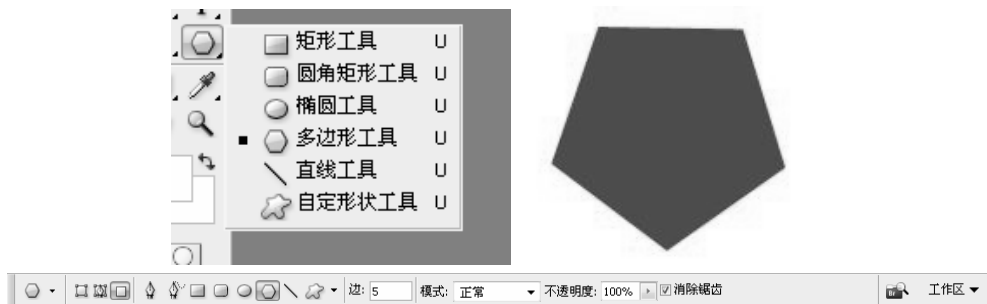 矩形工具 U
圆角矩形工具 U
椭圆工具 U
多边形工具 U
直线工具 U
自定形状工具 U
边: 5 模式: 正常 不透明度: 100% 消除锯齿 工作区